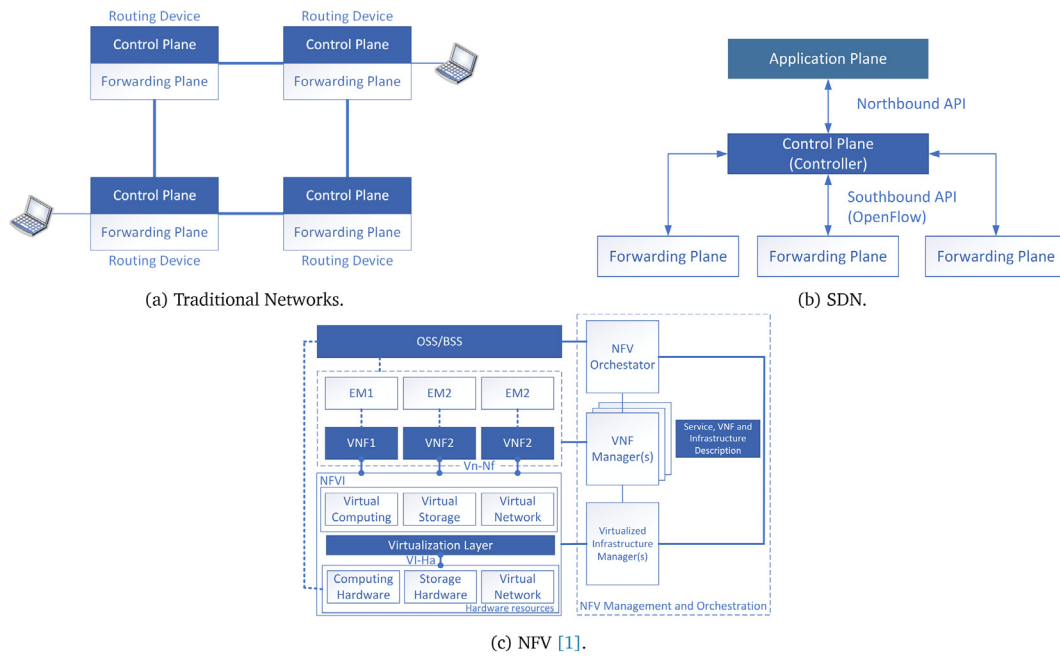 Routing Device
Routing Device
Control Plane
Control Plane
Forwarding Plane
Forwarding Plane
Control Plane
Control Plane
Forwarding Plane
Forwarding Plane
Routing Device
Routing Device
(a) Traditional Networks.
Application Plane
Northbound API
Control Plane
(Controller)
Southbound API
(OpenFlow)
Forwarding Plane
Forwarding Plane
Forwarding Plane
(b) SDN.
OSS/BSS
EM1
EM2
EM2
VNF1
VNF2
VNF2
Vn-Nf
NFVI
Virtual
Computing
Virtual
Storage
Virtual
Network
Virtualization Layer
VI-Ha
Computing
Hardware
Storage
Hardware
Virtual
Network
Hardware resources
NFV
Orchestator
VNF
Manager(s)
Service, VNF and
Infrastructure
Description
Virtualized
Infrastructure
Manager(s)
NFV Management and Orchestration
(c) NFV [1].